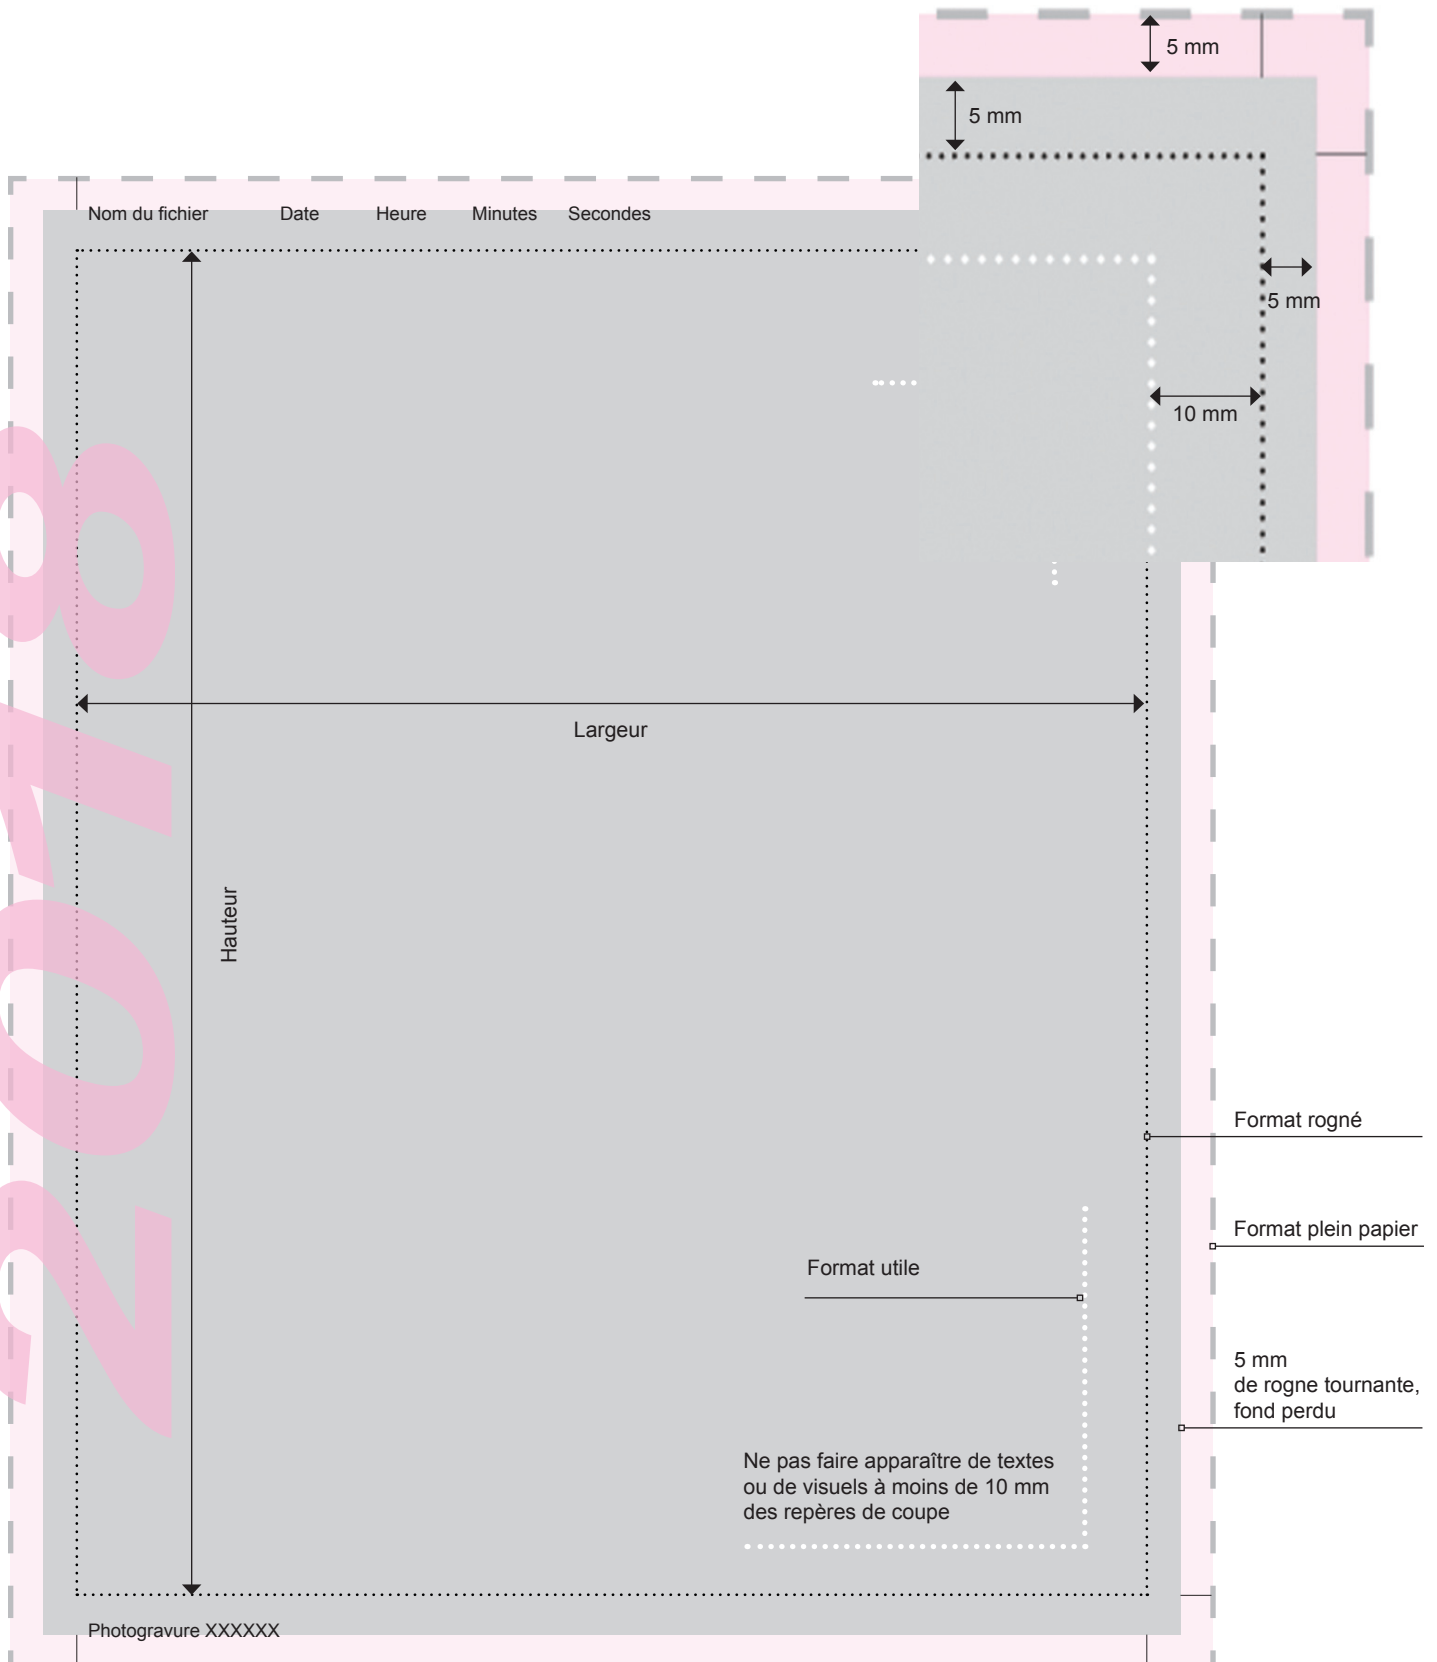 5 mm
5 mm
Nom du fichier Date Heure Minutes Secondes
5 mm
10 mm
2018
Largeur
Hauteur
Format rogné
Format plein papier
Format utile
5 mm
de rogne tournante,
fond perdu
Ne pas faire apparaître de textes
ou de visuels à moins de 10 mm
des repères de coupe
Photogravure XXXXXX